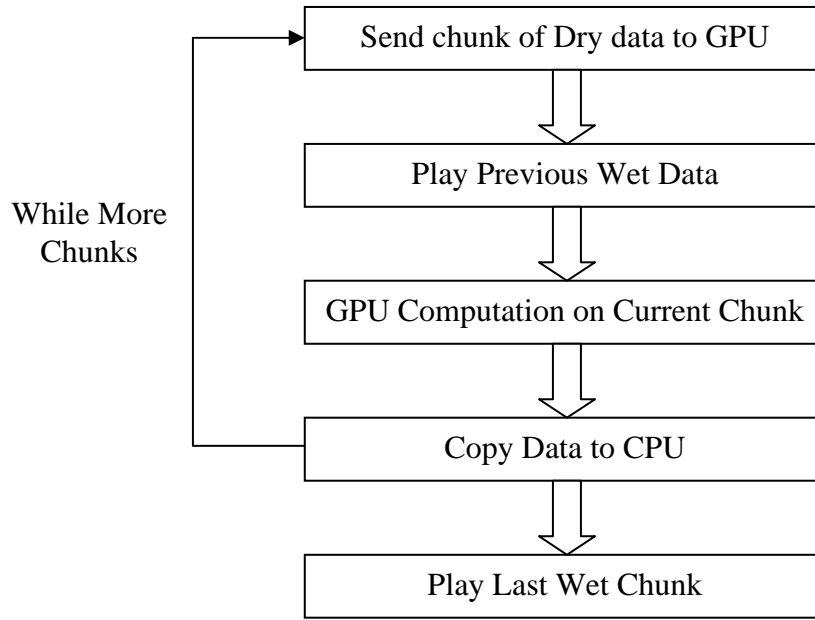 Send chunk of Dry data to GPU
Play Previous Wet Data
While More
Chunks
GPU Computation on Current Chunk
Copy Data to CPU
Play Last Wet Chunk